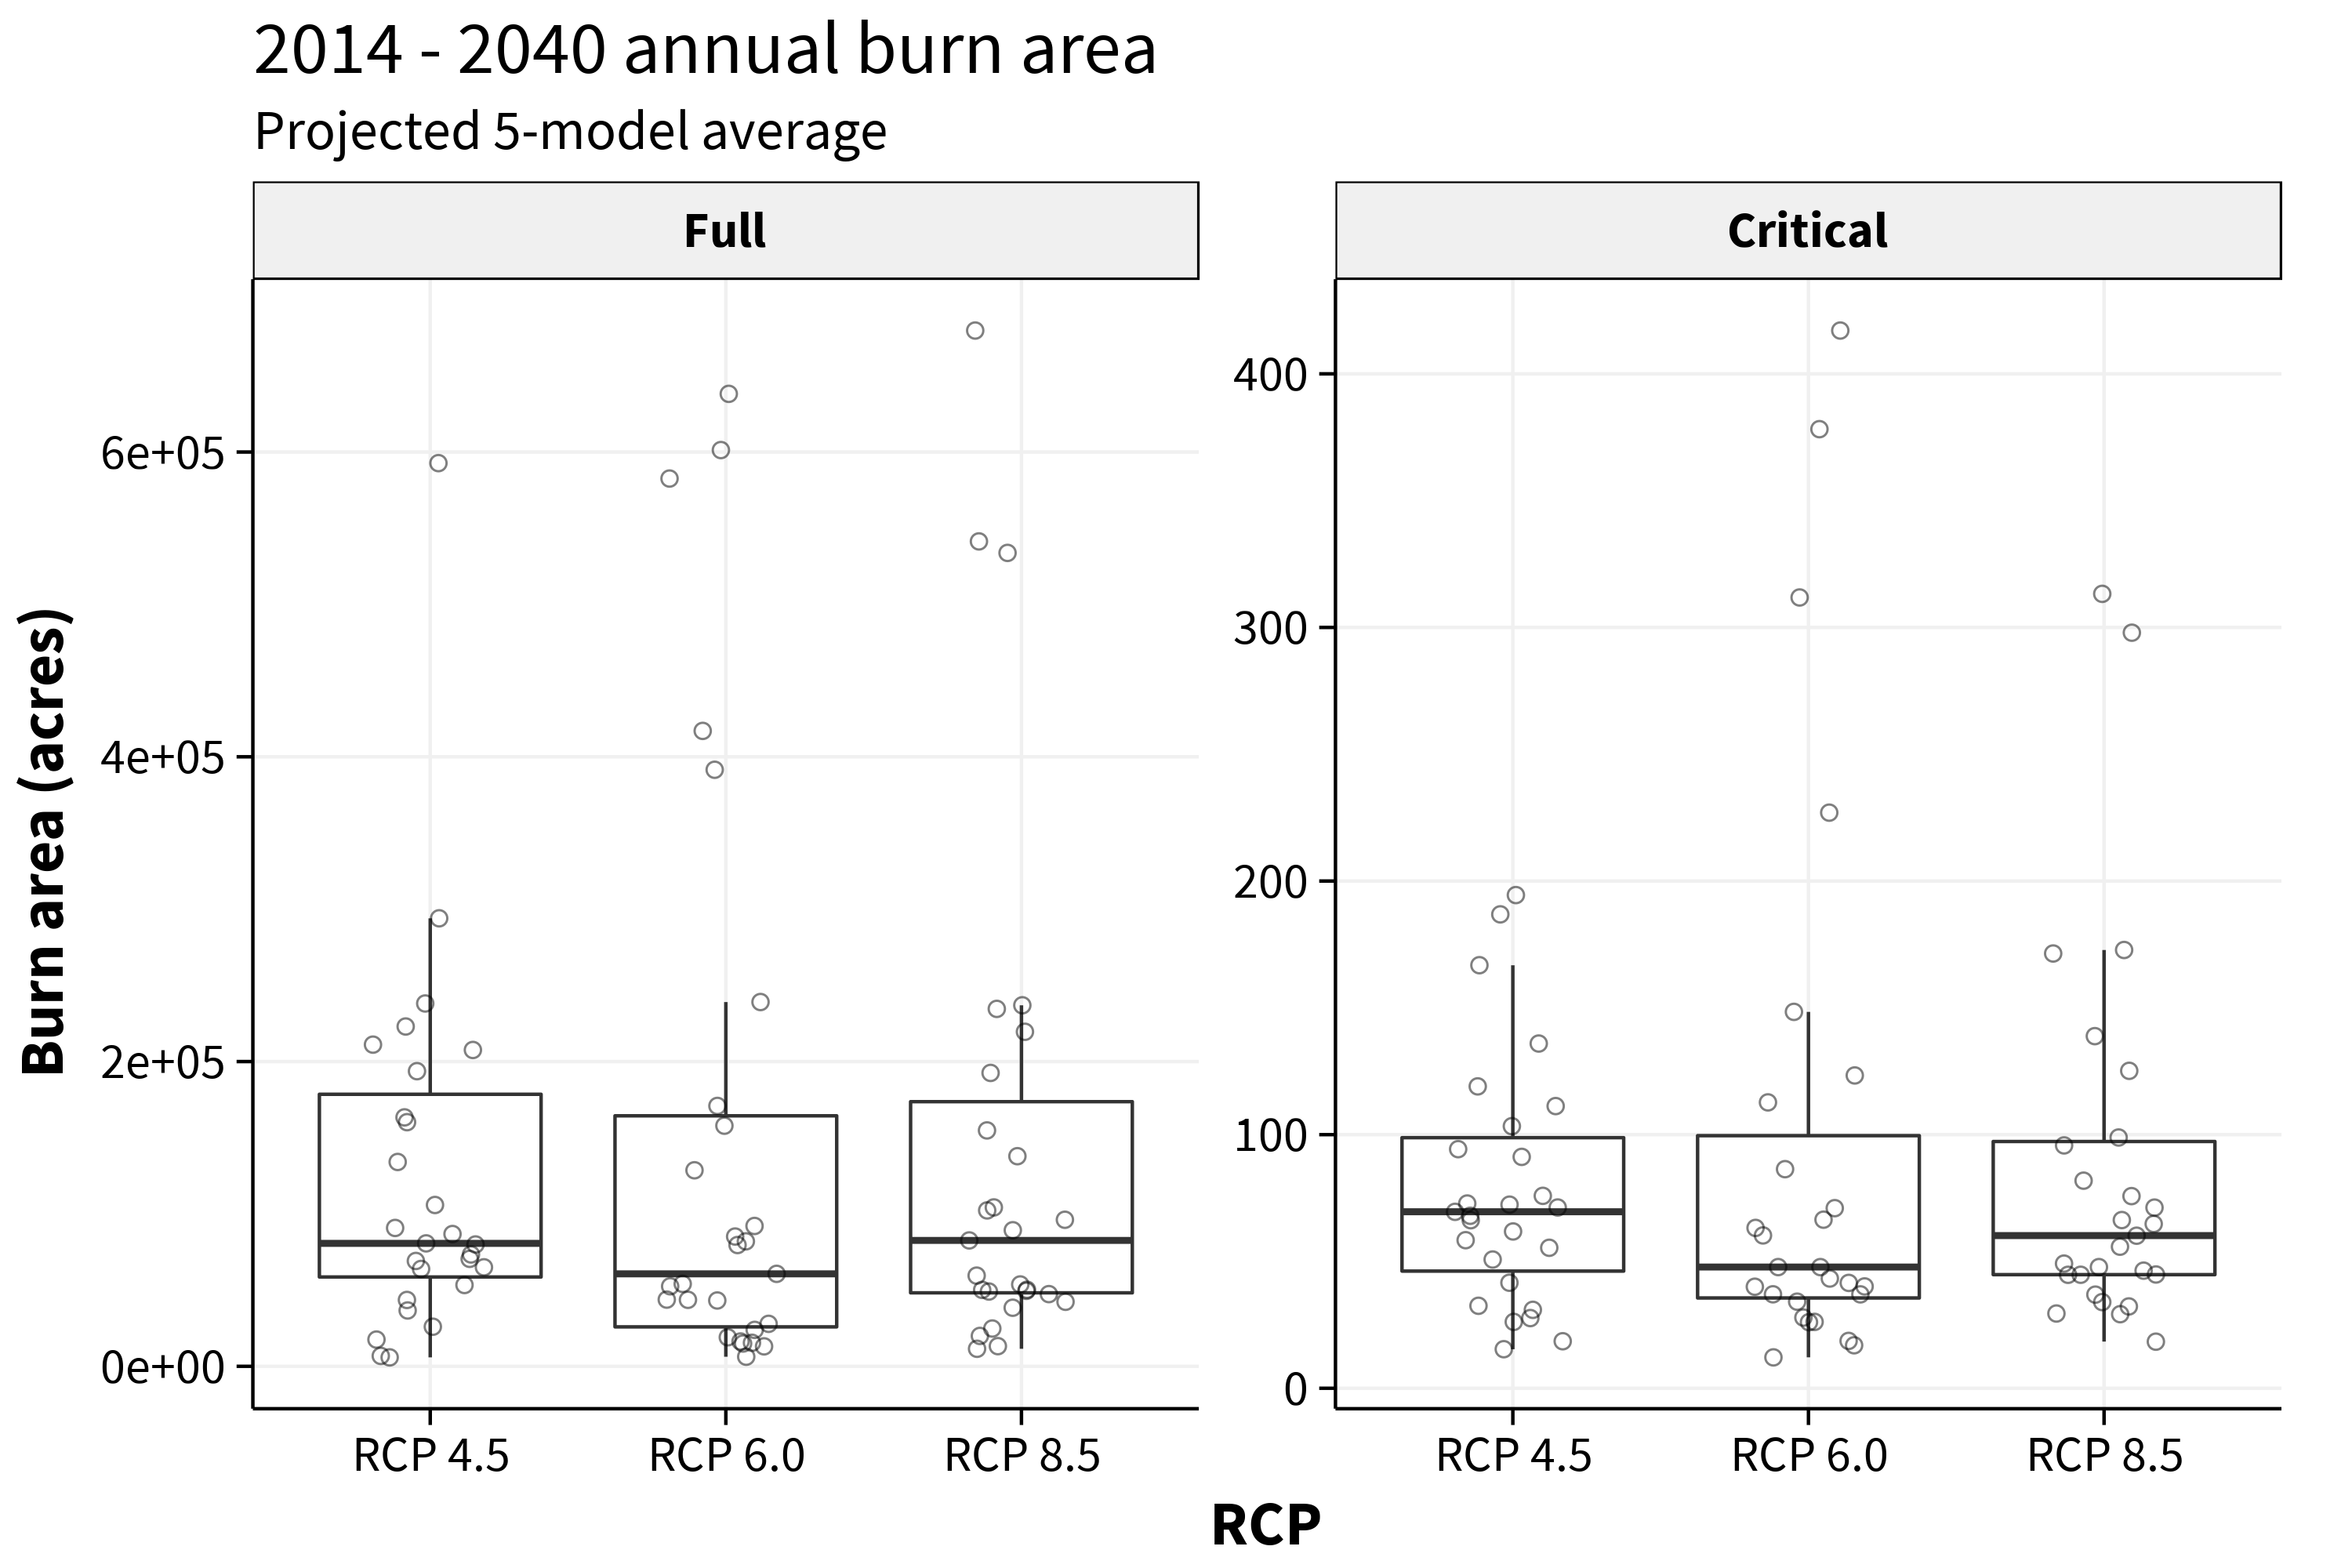 2014 - 2040 annual burn area
Projected 5-model average
Full
Critical
Burn area (acres)
6e+05
4e+05
2e+05
0e+00
400
300
200
100
0
RCP 4.5
RCP 6.0
RCP 8.5
RCP 4.5
RCP 6.0
RCP 8.5
RCP